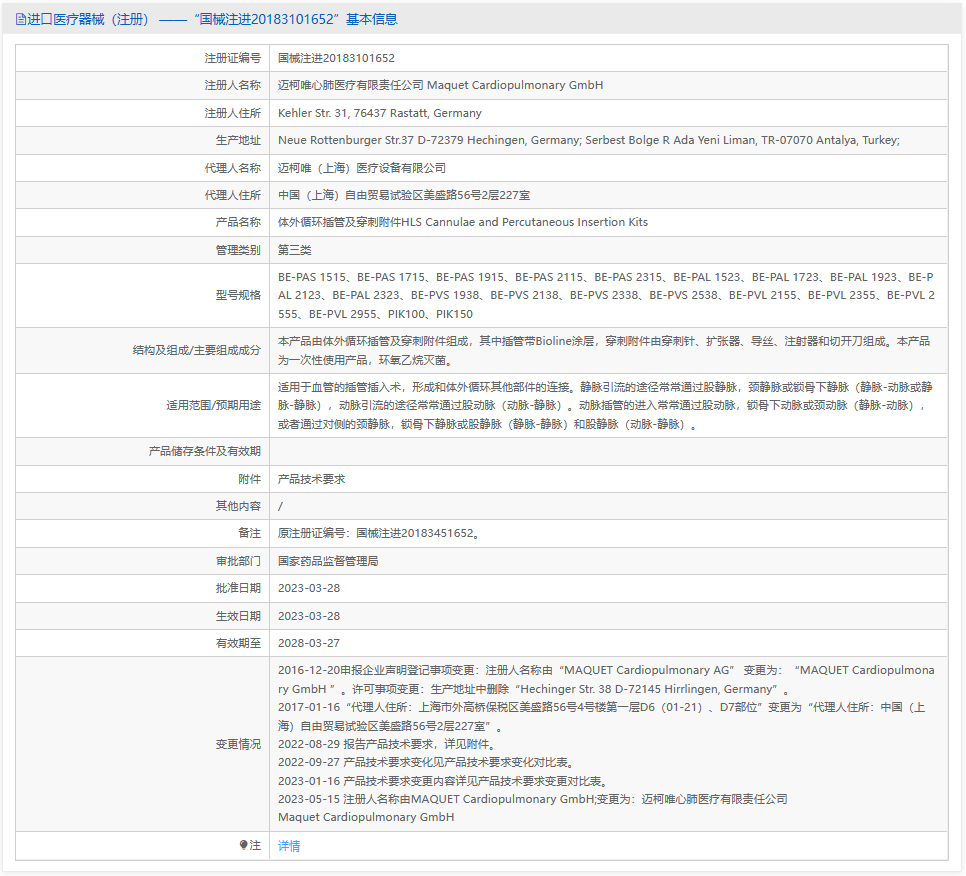 进口医疗器械（注册） ——“国械注进20183101652”基本信息
注册证编号 国械注进20183101652
注册人名称 迈柯唯心肺医疗有限责任公司 Maquet Cardiopulmonary GmbH
注册人住所 Kehler Str. 31, 76437 Rastatt, Germany
生产地址 Neue Rottenburger Str.37 D-72379 Hechingen, Germany; Serbest Bolge R Ada Yeni Liman, TR-07070 Antalya, Turkey;
代理人名称 迈柯唯（上海）医疗设备有限公司
代理人住所 中国（上海）自由贸易试验区美盛路56号2层227室
产品名称 体外循环插管及穿刺附件HLS Cannulae and Percutaneous Insertion Kits
管理类别 第三类
型号规格 BE-PAS 1515、BE-PAS 1715、BE-PAS 1915、BE-PAS 2115、BE-PAS 2315、BE-PAL 1523、BE-PAL 1723、BE-PAL 1923、BE-P
AL 2123、BE-PAL 2323、BE-PVS 1938、BE-PVS 2138、BE-PVS 2338、BE-PVS 2538、BE-PVL 2155、BE-PVL 2355、BE-PVL 2
555、BE-PVL 2955、PIK100、PIK150
结构及组成/主要组成成分 本产品由体外循环插管及穿刺附件组成，其中插管带Bioline涂层，穿刺附件由穿刺针、扩张器、导丝、注射器和切开刀组成。本产品
为一次性使用产品，环氧乙烷灭菌。
适用范围/预期用途 适用于血管的插管插入术，形成和体外循环其他部件的连接。静脉引流的途径常常通过股静脉，颈静脉或锁骨下静脉（静脉-动脉或静
脉-静脉），动脉引流的途径常常通过股动脉（动脉-静脉）。动脉插管的进入常常通过股动脉，锁骨下动脉或颈动脉（静脉-动脉），
或者通过对侧的颈静脉，锁骨下静脉或股静脉（静脉-静脉）和股静脉（动脉-静脉）。
产品储存条件及有效期
附件 产品技术要求
其他内容 /
备注 原注册证编号：国械注进20183451652。
审批部门 国家药品监督管理局
批准日期 2023-03-28
生效日期 2023-03-28
有效期至 2028-03-27
变更情况 2016-12-20申报企业声明登记事项变更：注册人名称由“MAQUET Cardiopulmonary AG” 变更为： “MAQUET Cardiopulmona
ry GmbH ”。许可事项变更：生产地址中删除“Hechinger Str. 38 D-72145 Hirrlingen, Germany”。
2017-01-16“代理人住所：上海市外高桥保税区美盛路56号4号楼第一层D6（01-21）、D7部位”变更为“代理人住所：中国（上
海）自由贸易试验区美盛路56号2层227室”。
2022-08-29 报告产品技术要求，详见附件。
2022-09-27 产品技术要求变化见产品技术要求变化对比表。
2023-01-16 产品技术要求变更内容详见产品技术要求变更对比表。
2023-05-15 注册人名称由MAQUET Cardiopulmonary GmbH;变更为：迈柯唯心肺医疗有限责任公司
Maquet Cardiopulmonary GmbH
注 详情